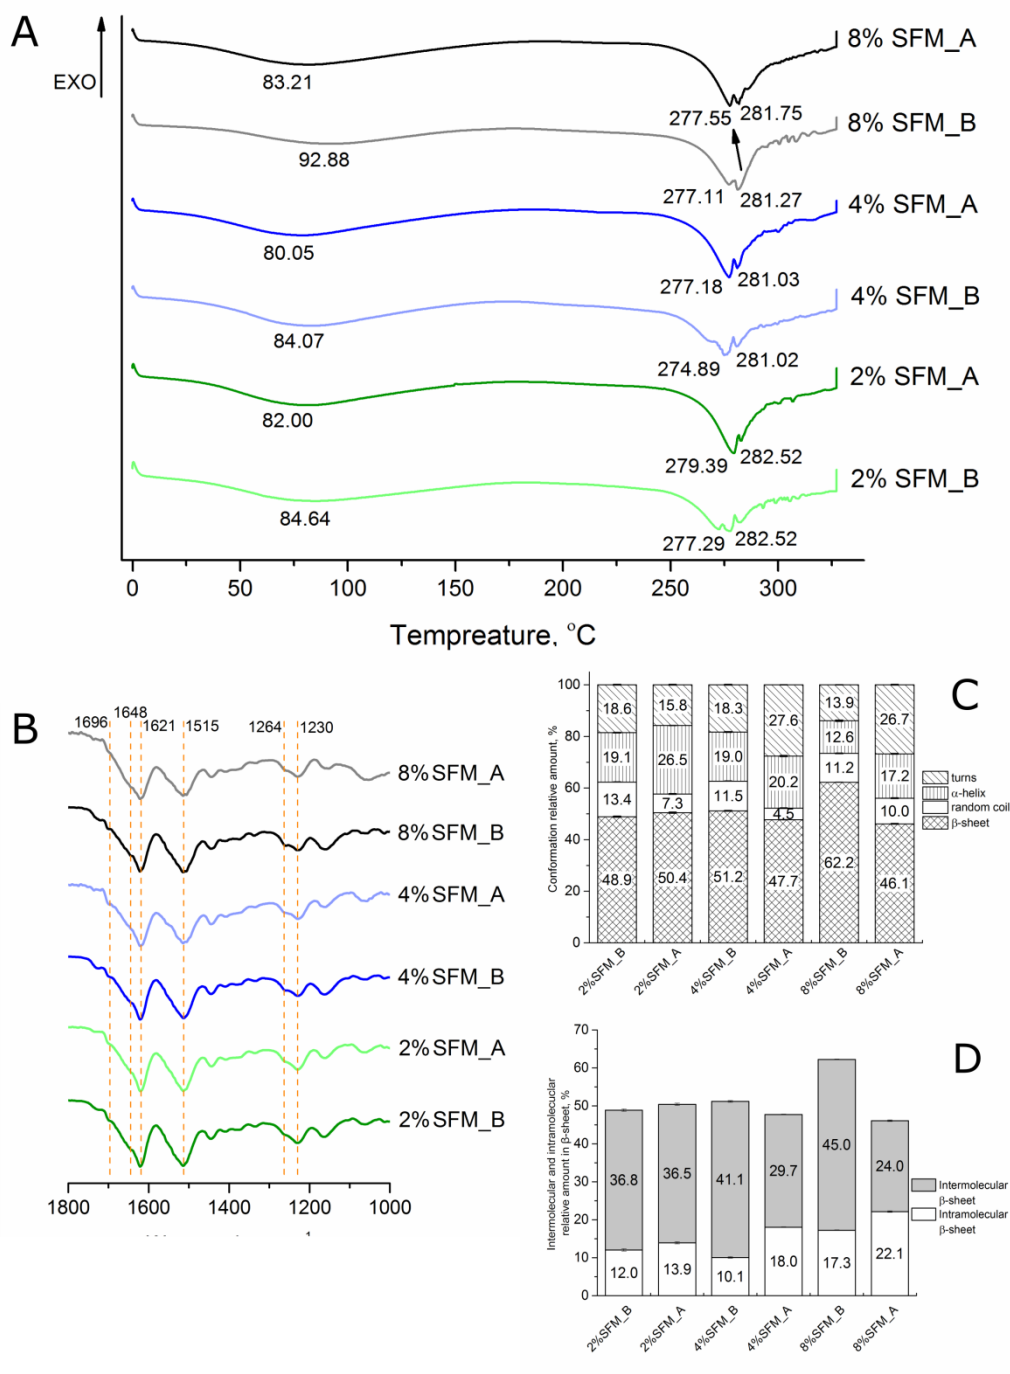 A
EXO
8% SFM_A
83.21
277.55
281.75
8% SFM_B
92.88
277.11
281.27
4% SFM_A
80.05
277.18
281.03
4% SFM_B
84.07
274.89
281.02
2% SFM_A
82.00
279.39
282.52
2% SFM_B
84.64
277.29
282.52
0 50 100 150 200 250 300
Tempreature, °C
B
1696 1648 1621 1515 1264 1230
8%SFM_A
8%SFM_B
4%SFM_A
4%SFM_B
2%SFM_A
2%SFM_B
1800 1600 1400 1200 1000
C
Conformation relative amount, %
100
80
60
40
20
0
18.6 15.8 18.3 27.6 13.9 26.7
19.1 26.5 19.0 20.2 12.6 17.2
13.4 7.3 11.5 4.5 11.2 10.0
48.9 50.4 51.2 47.7 62.2 46.1
turns
α-helix
random coil
β-sheet
2%SFM_B 2%SFM_A 4%SFM_B 4%SFM_A 8%SFM_B 8%SFM_A
D
Intermolecular and intramolecuclar
relative amount in β-sheet, %
70
60
50
40
30
20
10
0
36.8 36.5 41.1 29.7 45.0 24.0
12.0 13.9 10.1 18.0 17.3 22.1
Intermolecular
β-sheet
Intramolecular
β-sheet
2%SFM_B 2%SFM_A 4%SFM_B 4%SFM_A 8%SFM_B 8%SFM_A